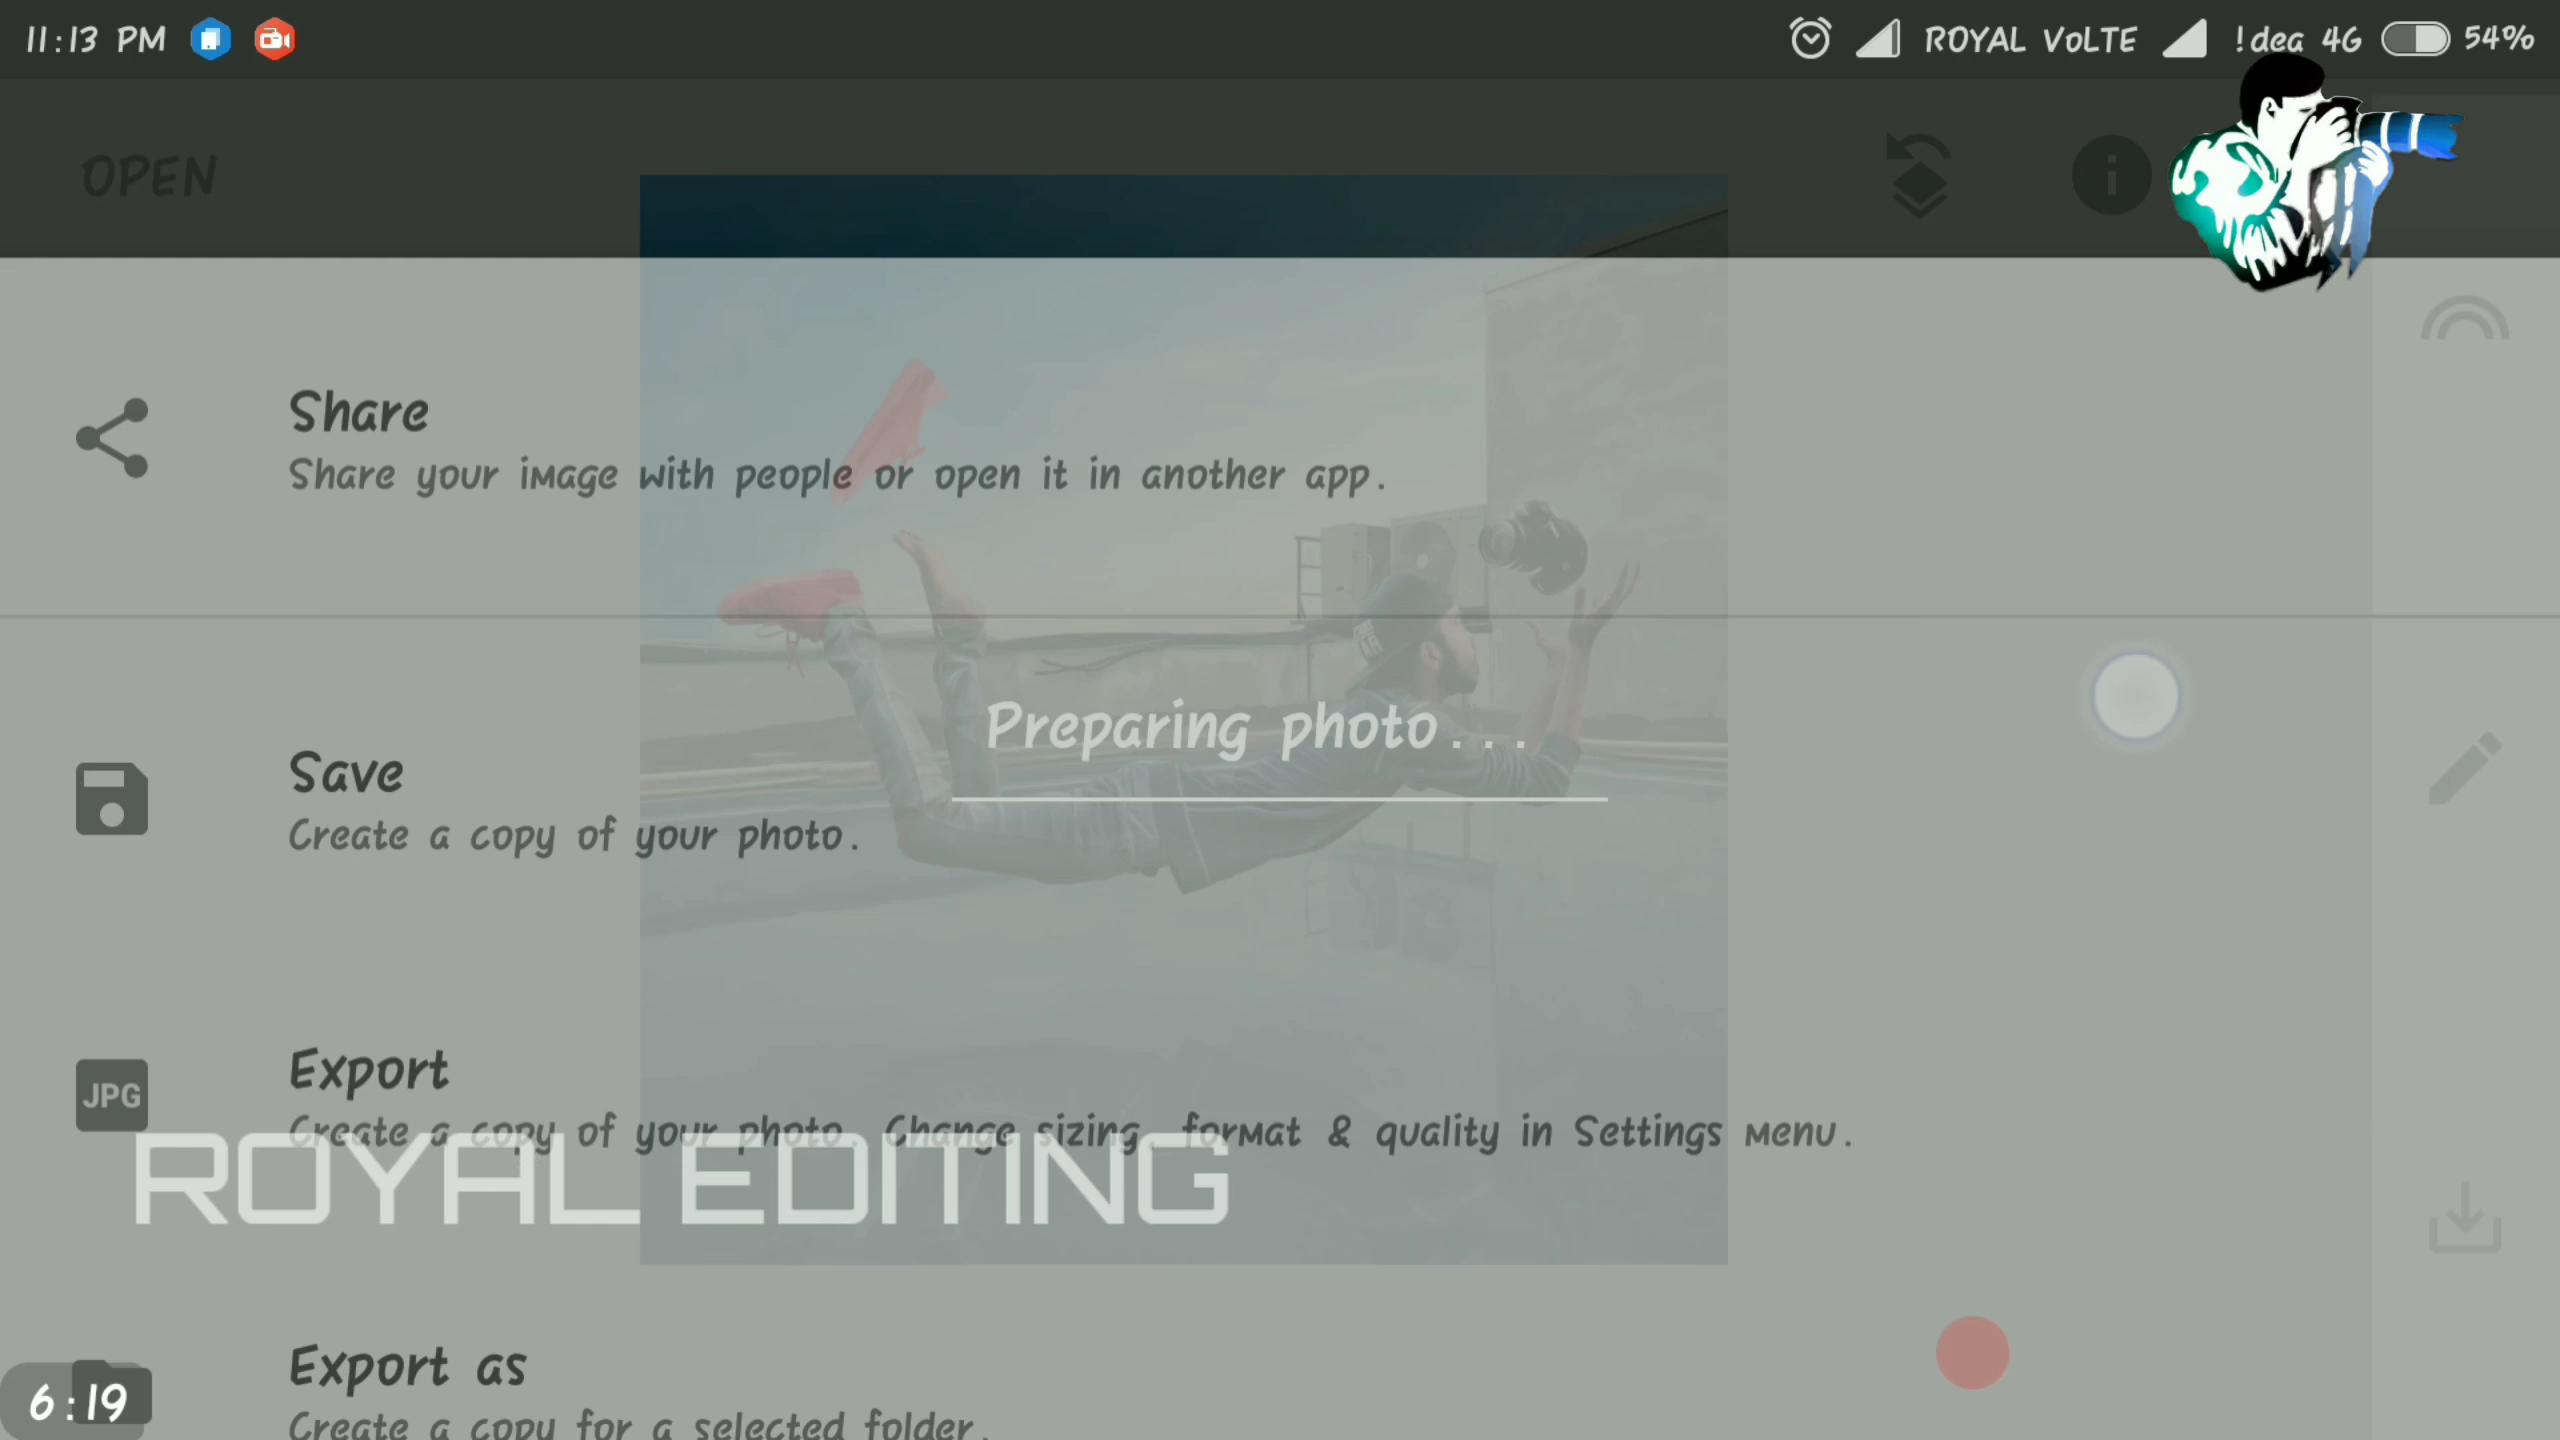 11:13 PM
ROYAL VoLTE
!dea 4G
54%
OPEN
Share
Share your image with people or open it in another app.
Preparing photo...
Save
Create a copy of your photo.
Export
JPG
Create a copy of your photo. Change sizing, format & quality in Settings menu.
ROYAL EDITING
Export as
6:19
Create a copy for a selected folder.